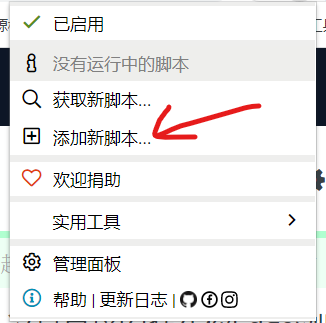 已启用
没有运行中的脚本
获取新脚本...
添加新脚本...
欢迎捐助
实用工具
管理面板
帮助 | 更新日志 |